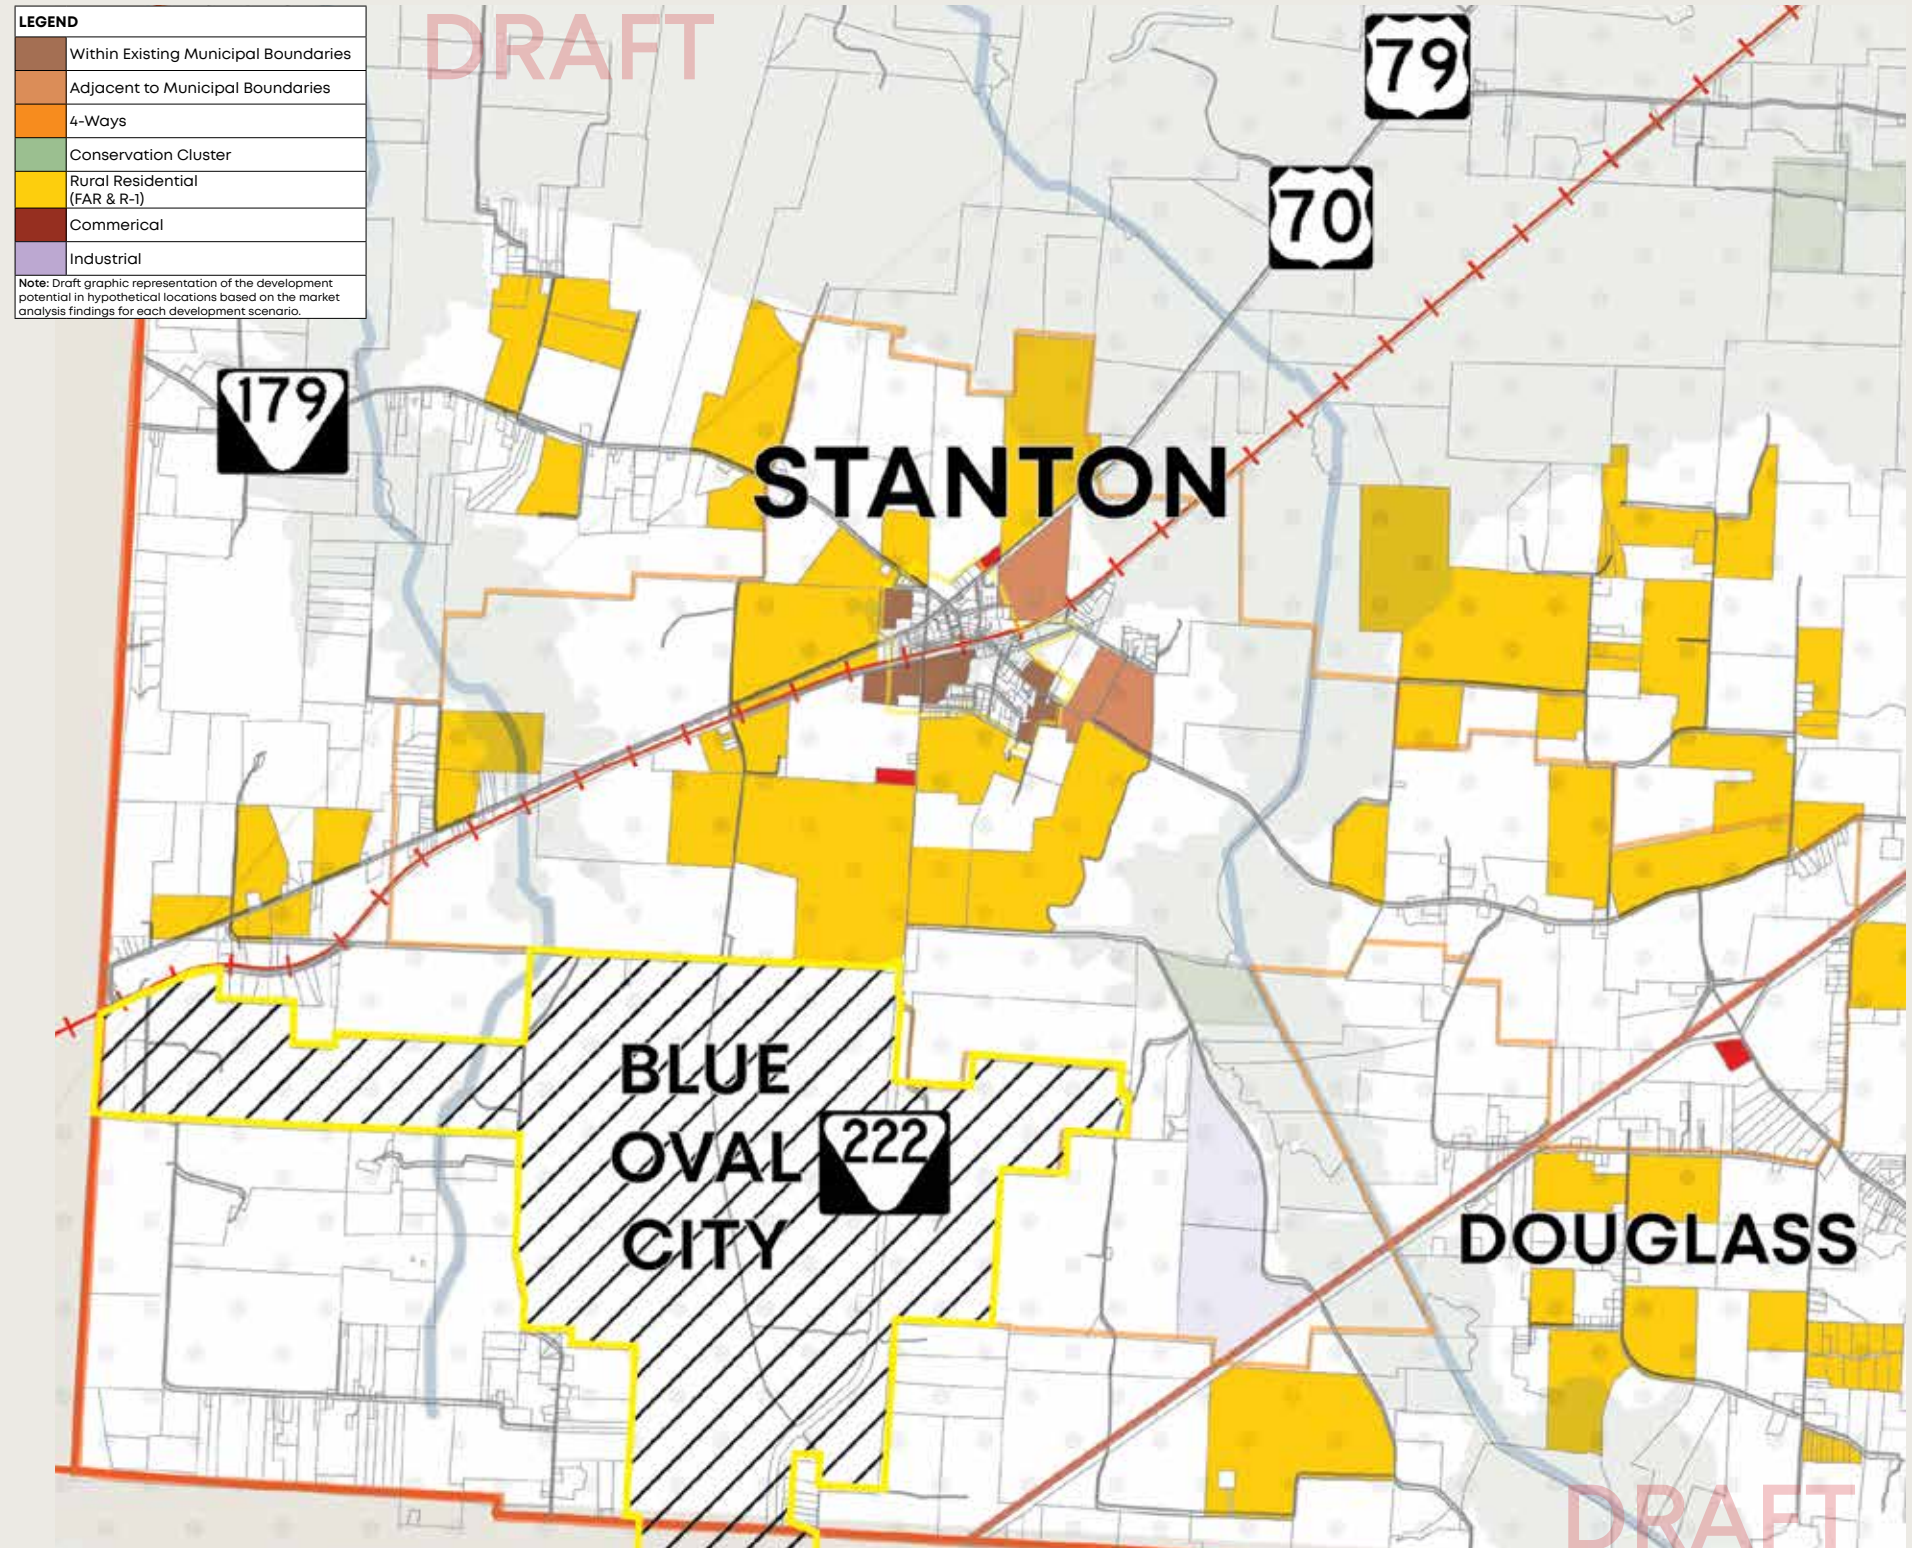 LEGEND
Within Existing Municipal Boundaries
Adjacent to Municipal Boundaries
4-Ways
Conservation Cluster
Rural Residential
(FAR & R-1)
Commerical
Industrial
Note: Draft graphic representation of the development
potential in hypothetical locations based on the market
analysis findings for each development scenario.
DRAFT
79
70
179
STANTON
BLUE
OVAL
CITY
222
DOUGLASS
DRAFT